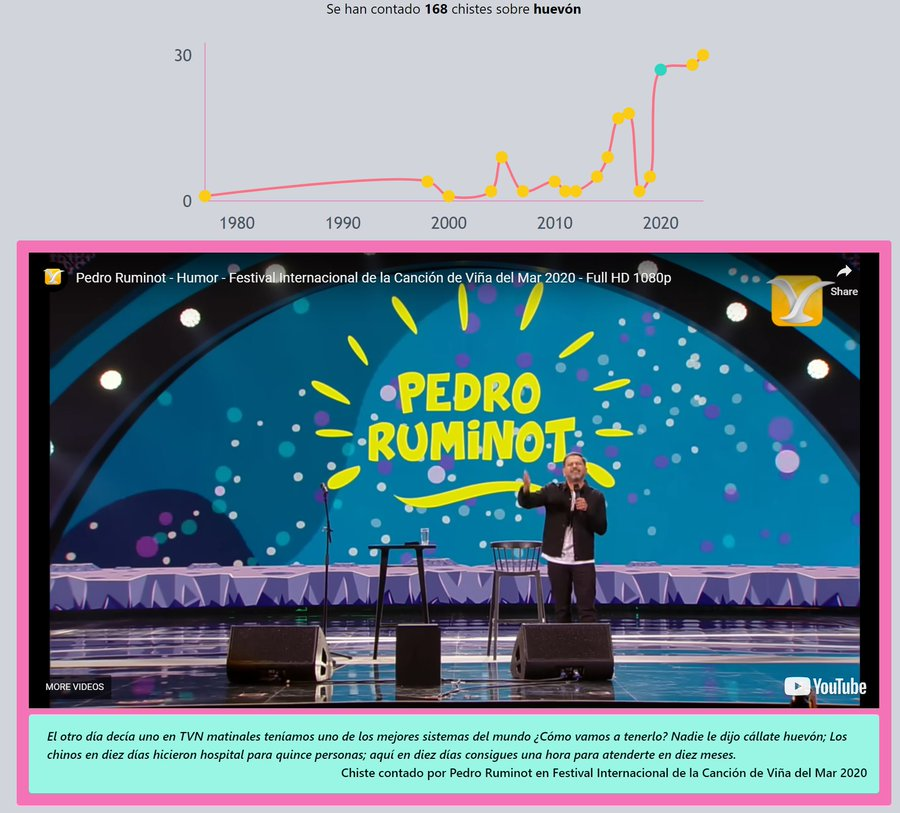 Se han contado 168 chistes sobre huevón
30
0
1980 1990 2000 2010 2020
Pedro Ruminot - Humor - Festival Internacional de la Canción de Viña del Mar 2020 - Full HD 1080p
Share
PEDRO
RUMiNOT
MORE VIDEOS
YouTube
El otro día decía uno en TVN matinales teníamos uno de los mejores sistemas del mundo ¿Cómo vamos a tenerlo? Nadie le dijo cállate huevón; Los
chinos en diez días hicieron hospital para quince personas; aquí en diez días consigues una hora para atenderte en diez meses.
Chiste contado por Pedro Ruminot en Festival Internacional de la Canción de Viña del Mar 2020